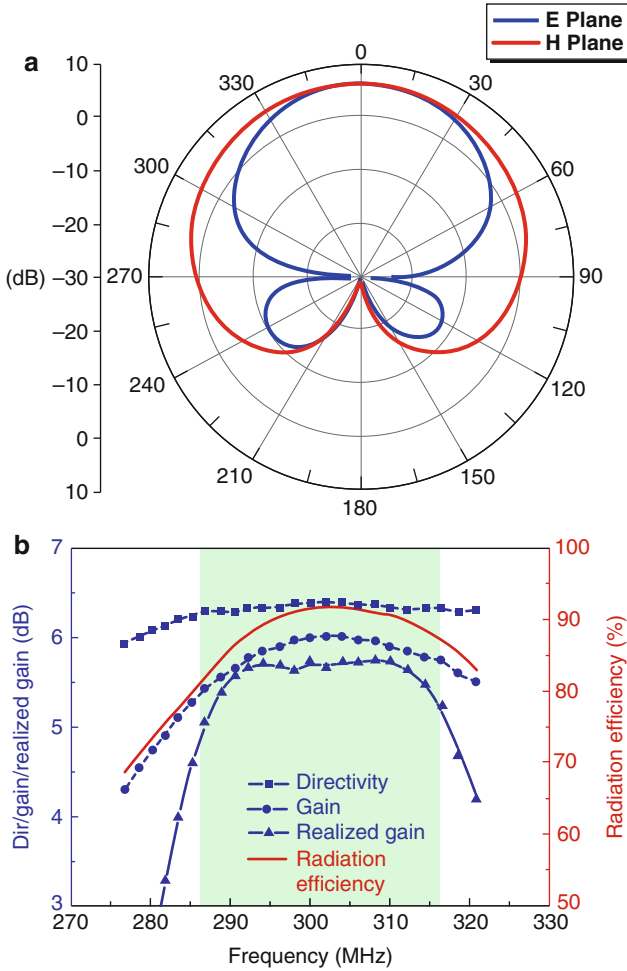 E Plane
H Plane
a
10
0
−10
−20
(dB) −30
−20
−10
0
10
0
30
60
90
120
150
180
210
240
270
300
330
b
7
6
5
4
3
Dir/gain/realized gain (dB)
100
90
80
70
65
60
50
Radiation efficiency (%)
Directivity
Gain
Realized gain
Radiation
efficiency
270 280 290 300 310 320 330
Frequency (MHz)